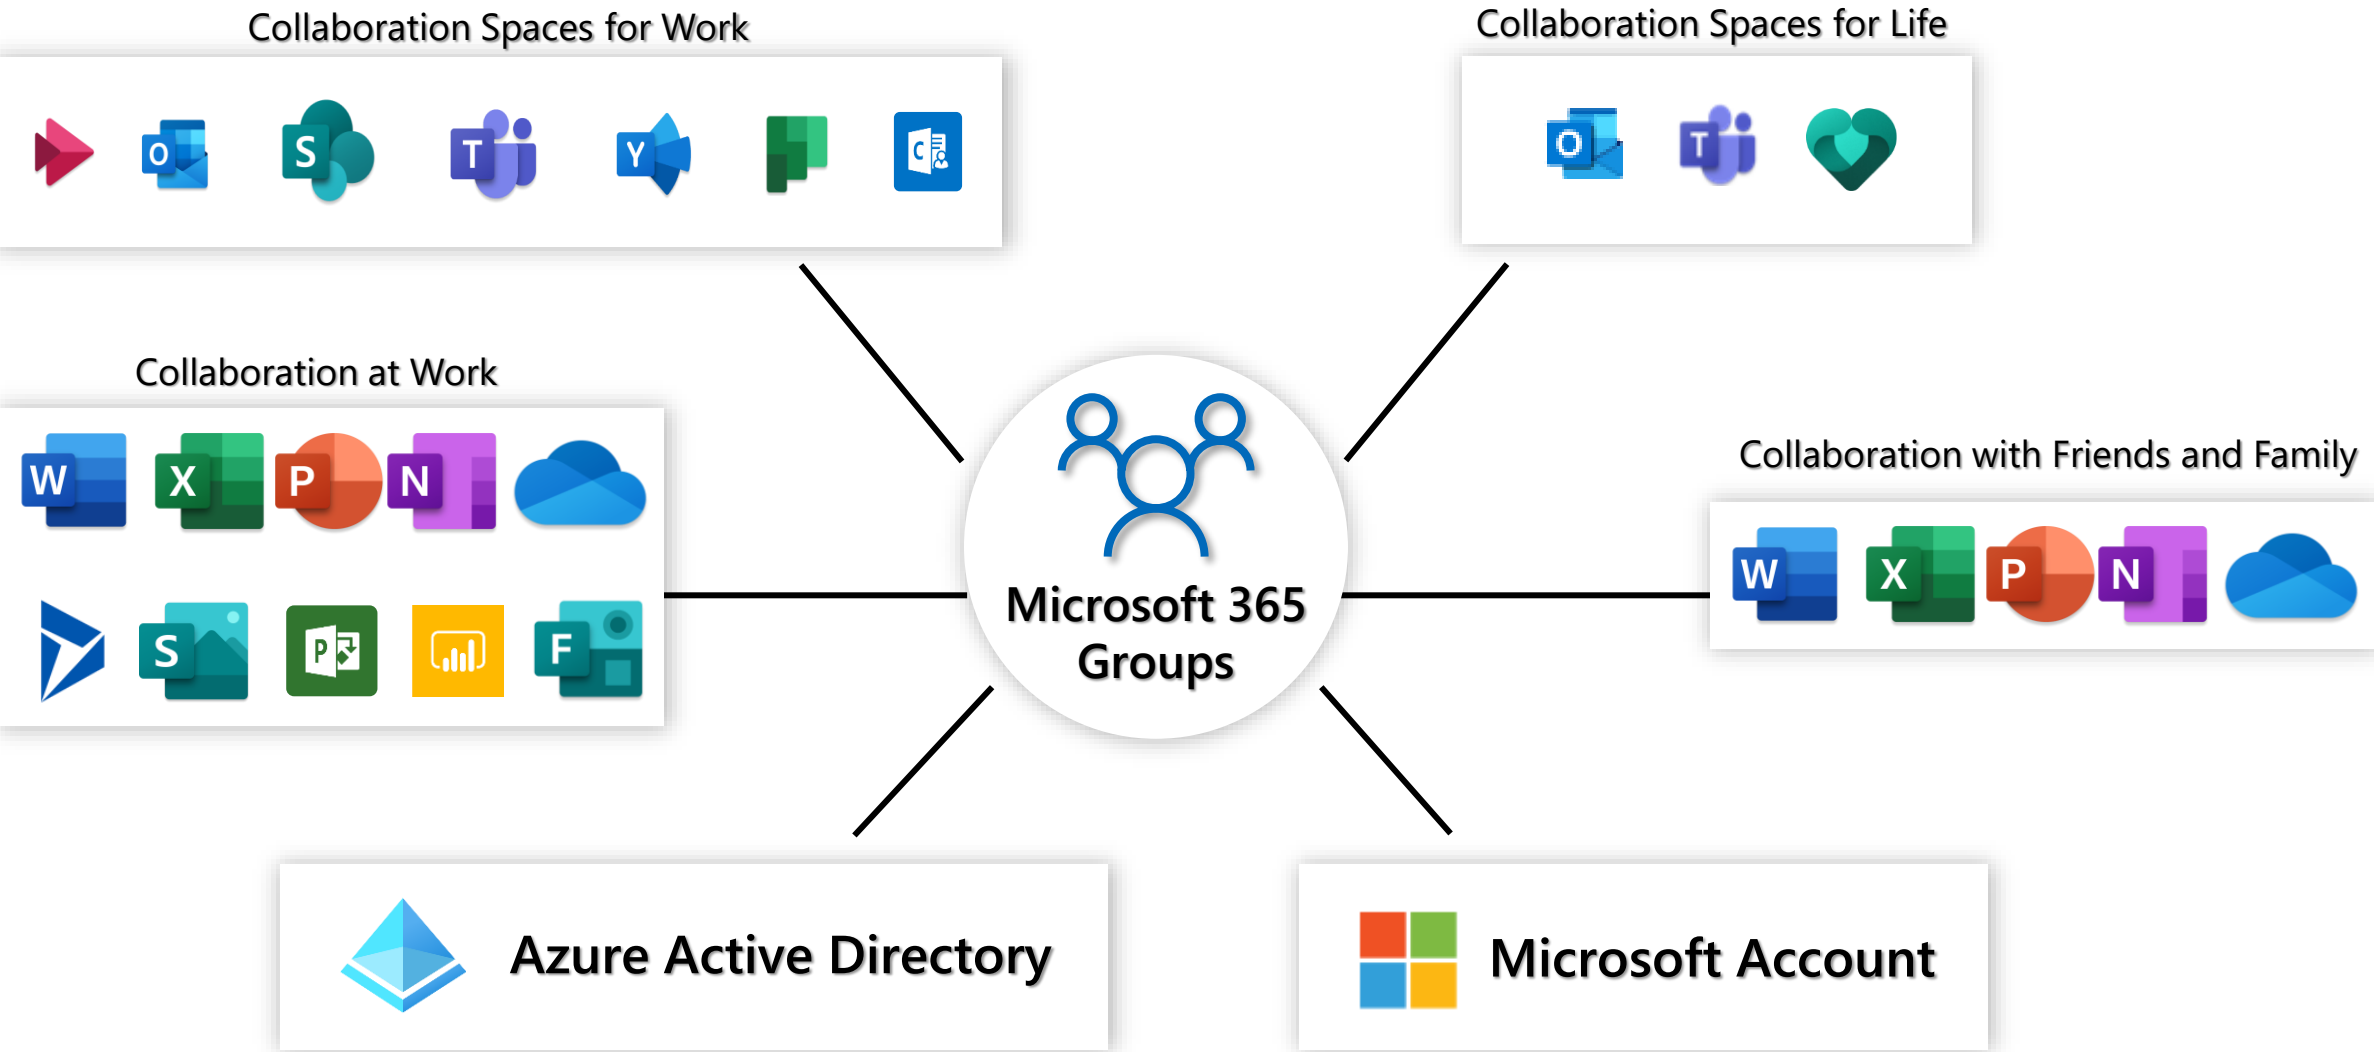 Collaboration Spaces for Work
Collaboration Spaces for Life
O S T Y C
O T
Collaboration at Work
W X P N
S P F
Microsoft 365
Groups
Collaboration with Friends and Family
W X P N
Azure Active Directory
Microsoft Account